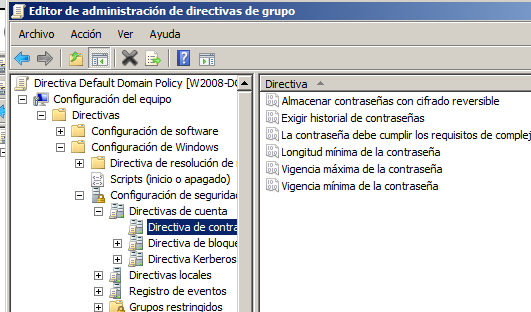 Editor de administración de directivas de grupo
Archivo Acción Ver Ayuda
Directiva Default Domain Policy [W2008-DC
Configuración del equipo
Directivas
Configuración de software
Configuración de Windows
Directiva de resolución de
Scripts (inicio o apagado)
Configuración de segurida
Directivas de cuenta
Directiva de contra
Directiva de bloque
Directiva Kerberos
Directivas locales
Registro de eventos
Grupos restringidos
Directiva
Almacenar contraseñas con cifrado reversible
Exigir historial de contraseñas
La contraseña debe cumplir los requisitos de complej
Longitud mínima de la contraseña
Vigencia máxima de la contraseña
Vigencia mínima de la contraseña